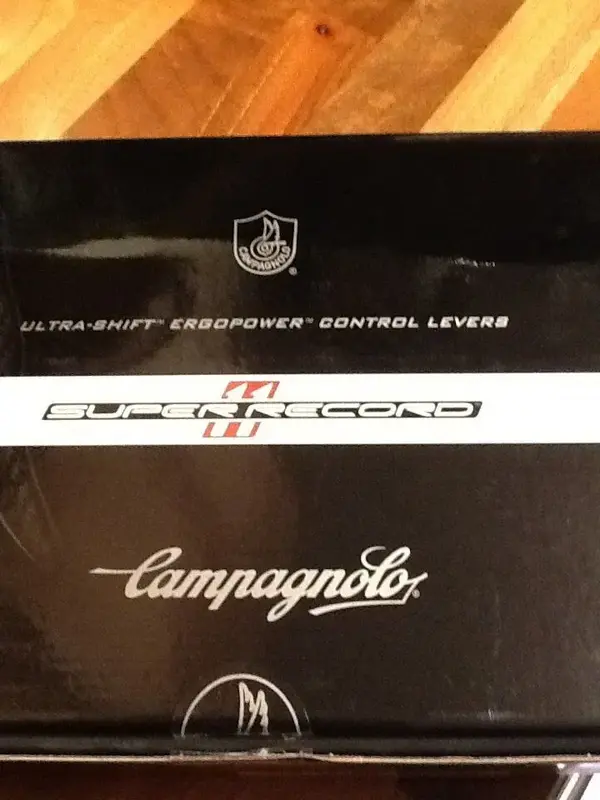 CAMPAGNOLO
ULTRA-SHIFT™ ERGOPOWER™ CONTROL LEVERS
11
SUPER RECORD
Campagnolo®